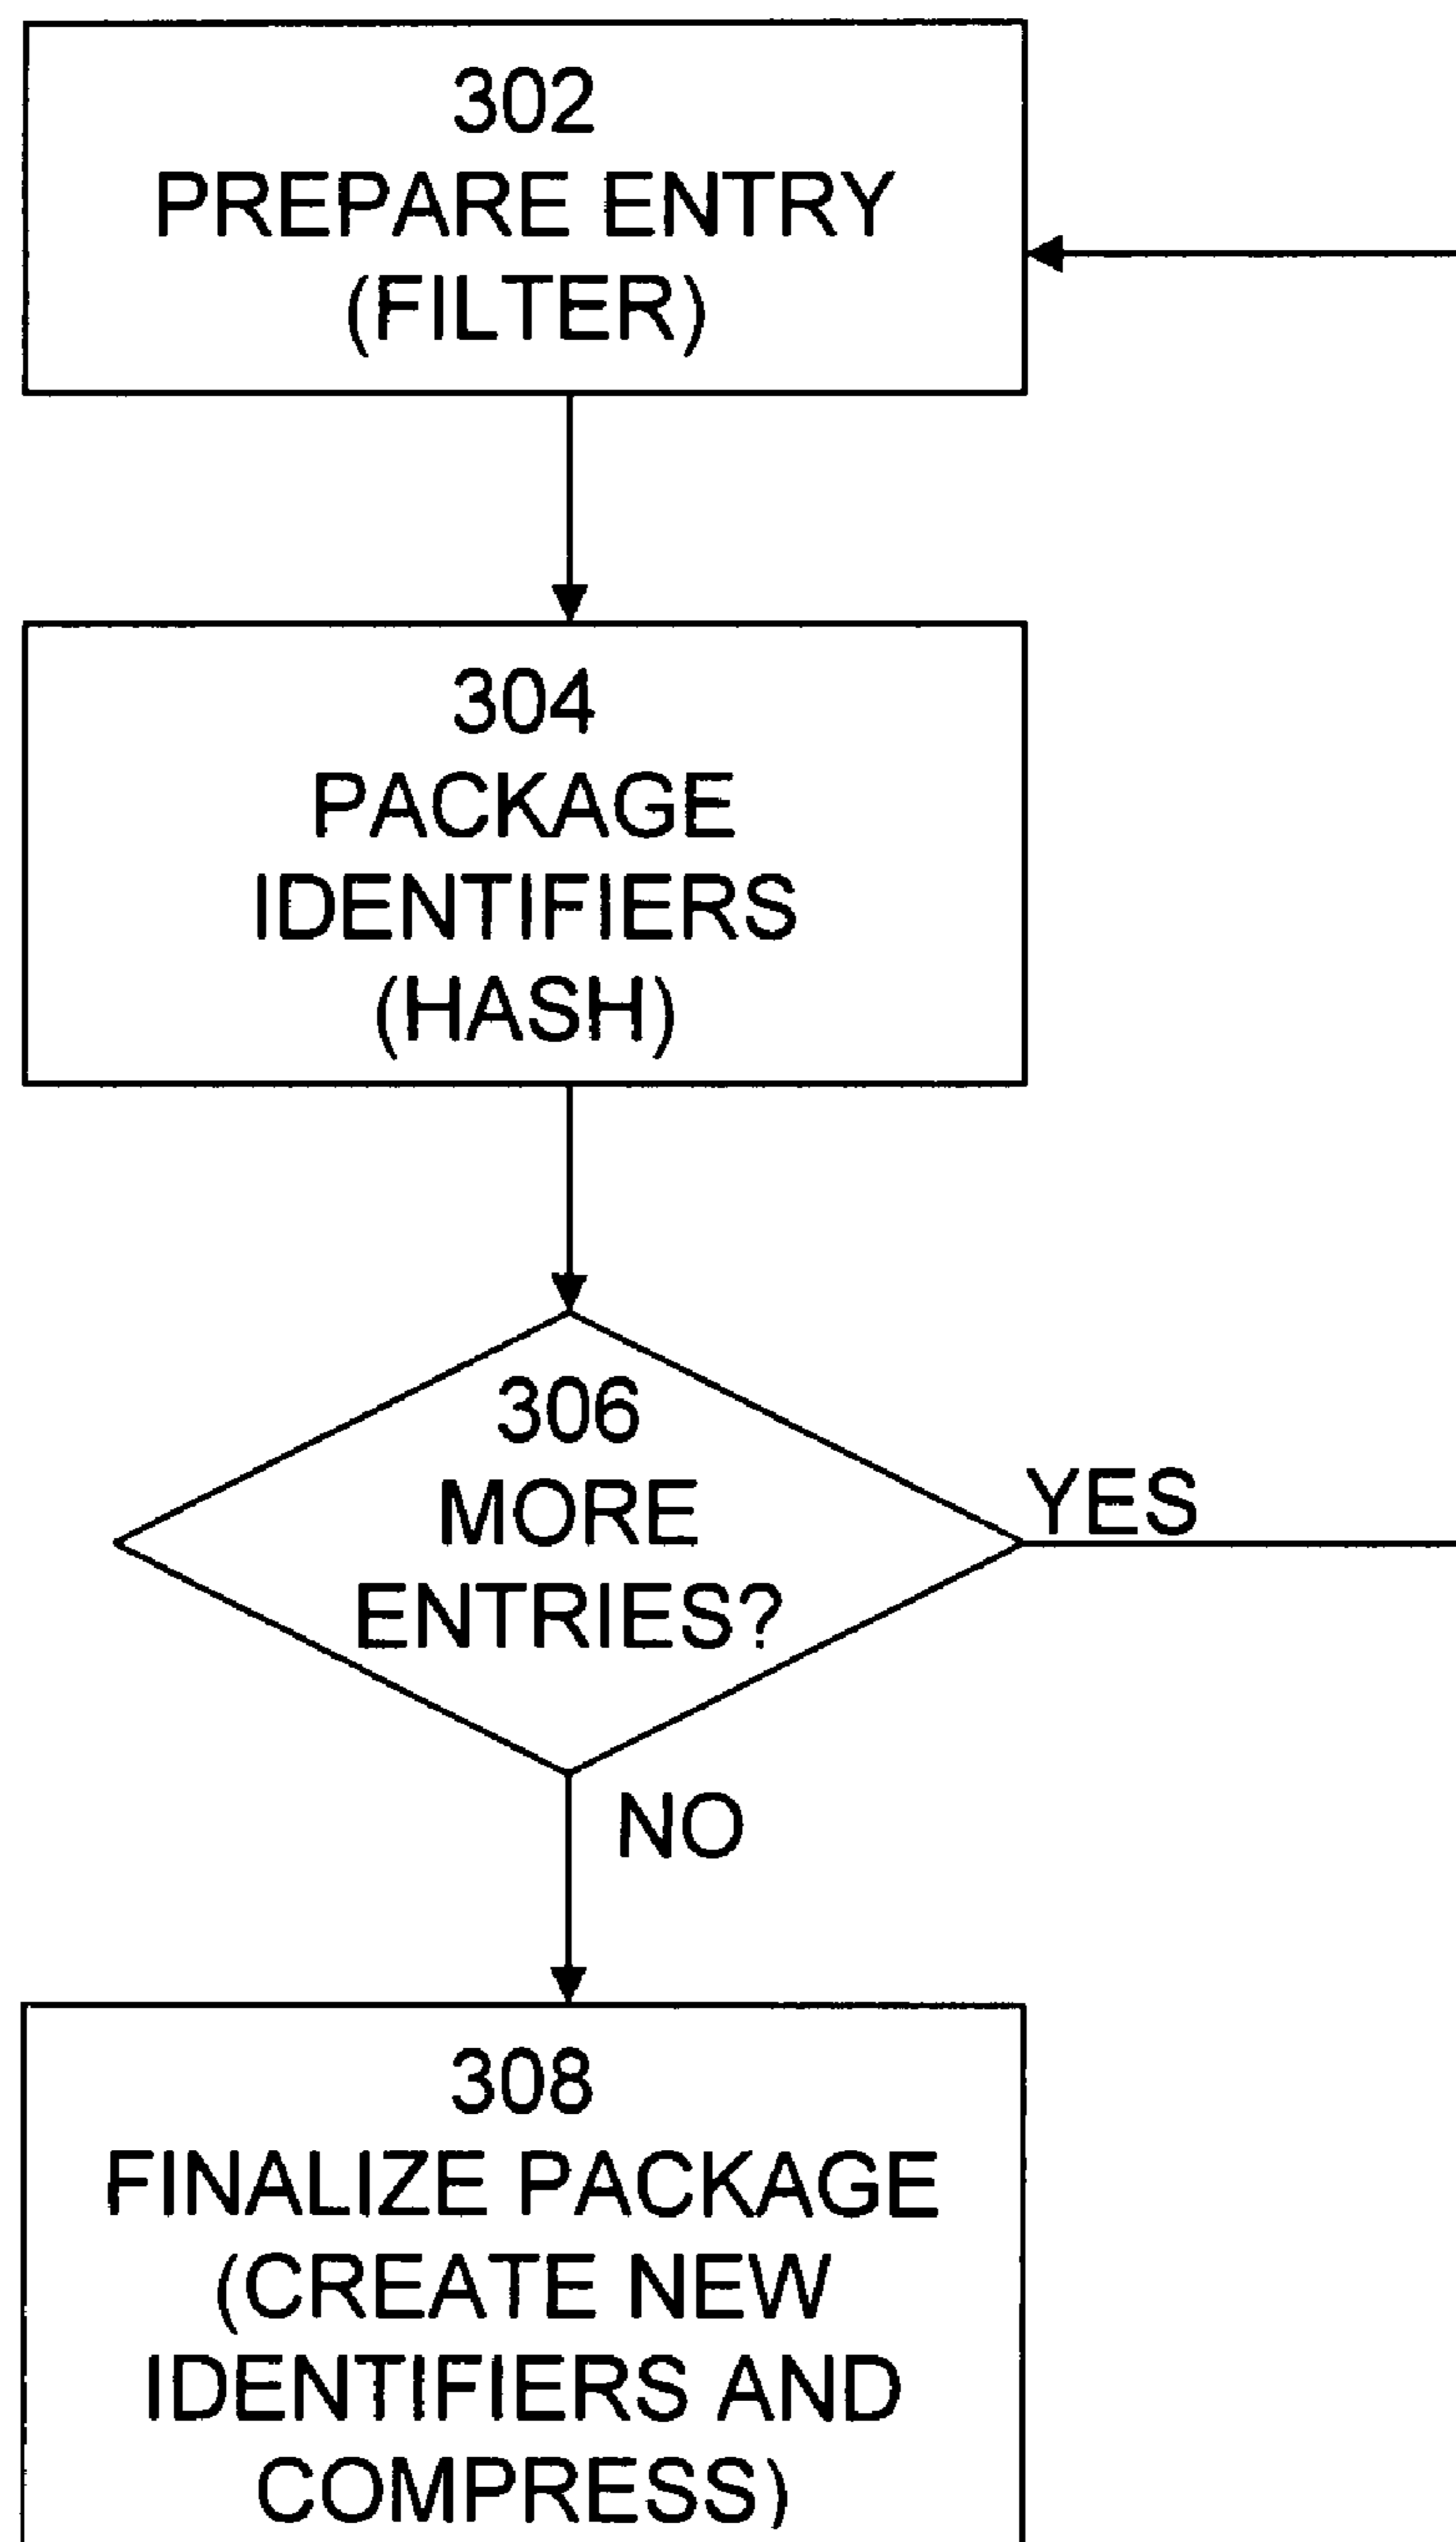 302
PREPARE ENTRY
(FILTER)
304
PACKAGE
IDENTIFIERS
(HASH)
306
MORE
ENTRIES?
YES
NO
308
FINALIZE PACKAGE
(CREATE NEW
IDENTIFIERS AND
COMPRESS)